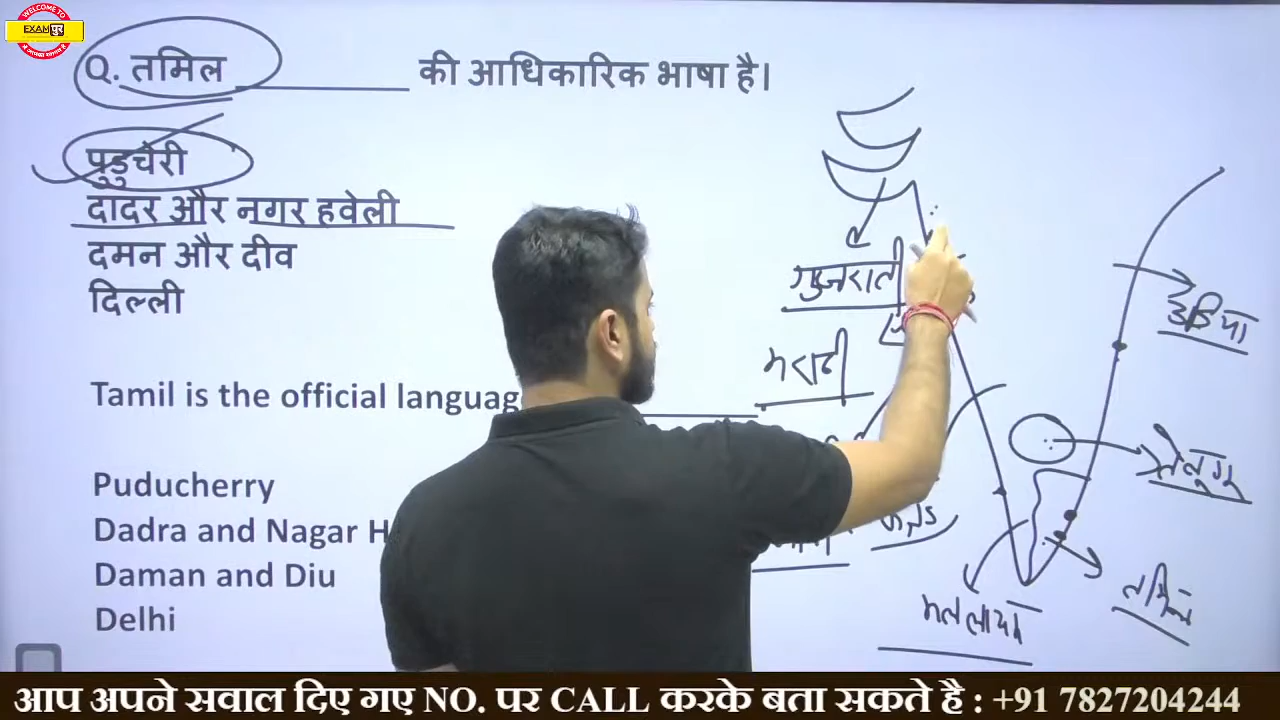 WELCOME TO
EXAM पुर
Q. तमिल ________ की आधिकारिक भाषा है।
पुडुचेरी
दादर और नगर हवेली
दमन और दीव
दिल्ली
Tamil is the official languag
Puducherry
Dadra and Nagar H
Daman and Diu
Delhi
गुजराती
मराठी
उड़िया
तेलूगू
तमिल
आप अपने सवाल दिए गए NO. पर CALL करके बता सकते है : +91 7827204244